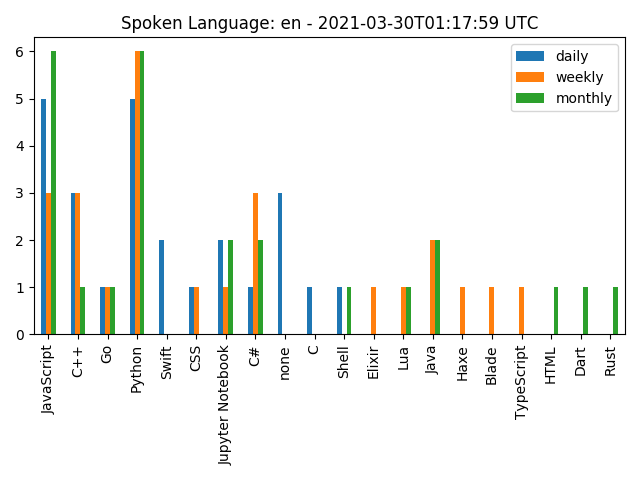 Spoken Language: en - 2021-03-30T01:17:59 UTC
daily
weekly
monthly
6
5
4
3
2
1
0
JavaScript
C++
Go
Python
Swift
CSS
Jupyter Notebook
C#
none
C
Shell
Elixir
Lua
Java
Haxe
Blade
TypeScript
HTML
Dart
Rust